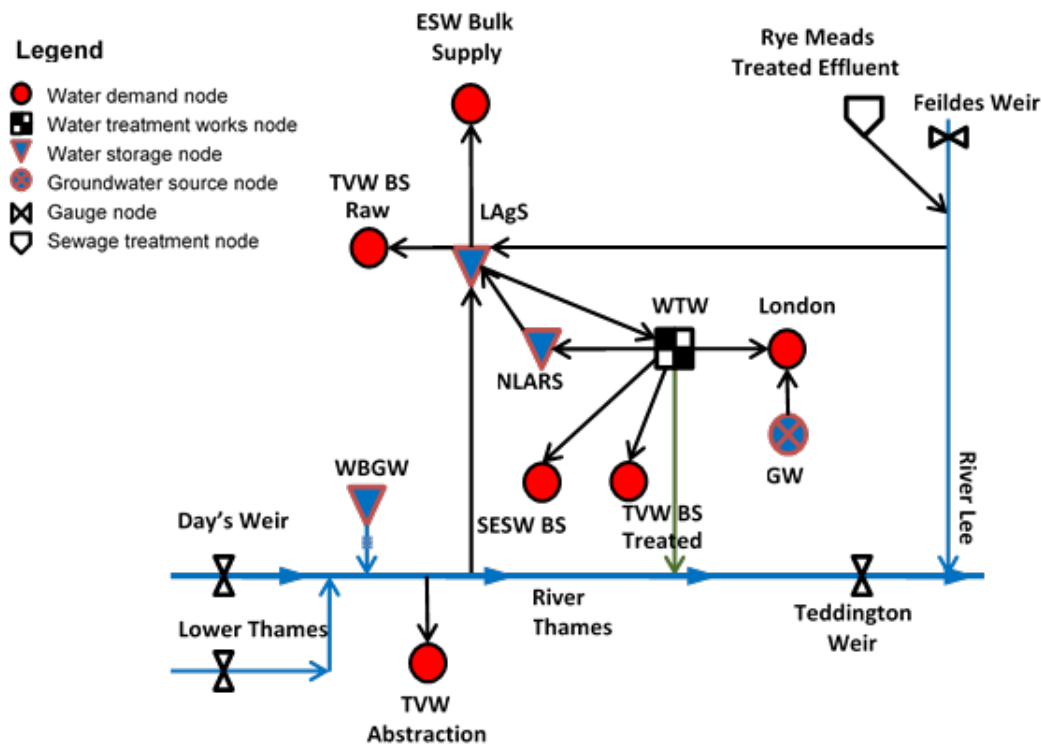 Legend
Water demand node
Water treatment works node
Water storage node
Groundwater source node
Gauge node
Sewage treatment node
ESW Bulk
Supply
Rye Meads
Treated Effluent
Feildes Weir
TVW BS
Raw
LAgS
WTW
London
NLARS
GW
WBGW
SESW BS
TVW BS
Treated
River Lee
Day's Weir
Lower Thames
River
Thames
Teddington
Weir
TVW
Abstraction